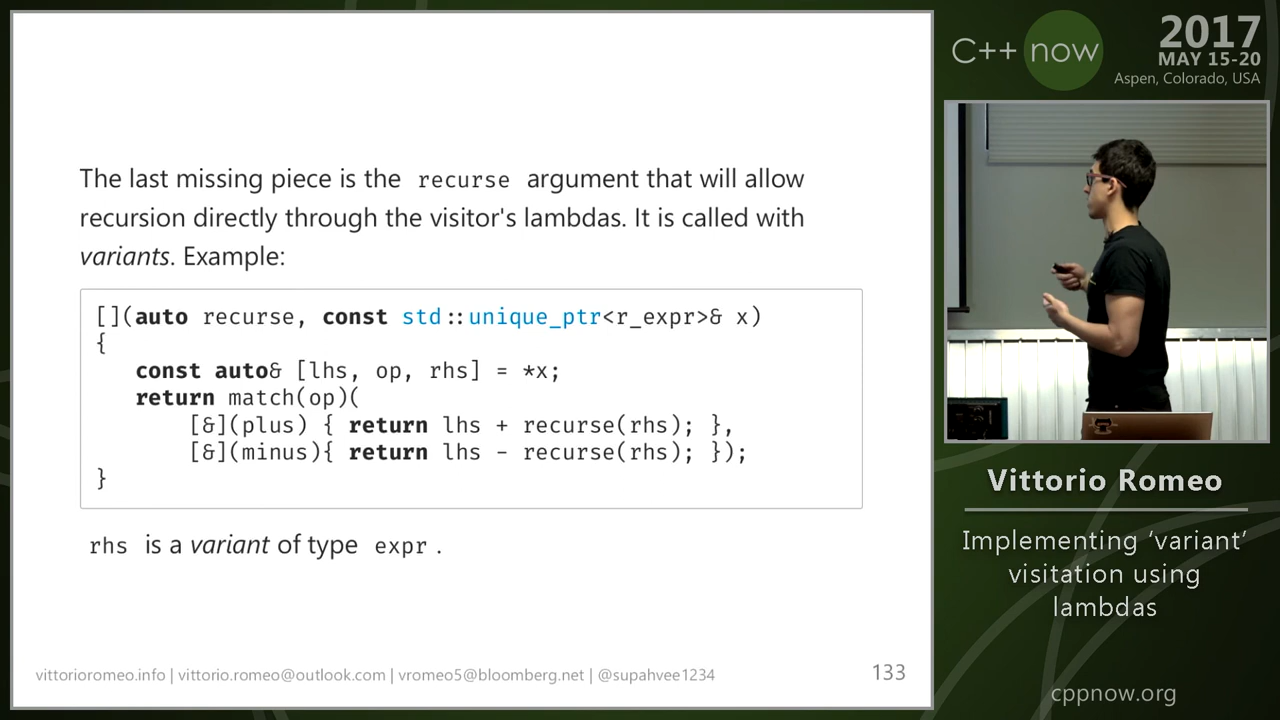 The last missing piece is the recurse argument that will allow
recursion directly through the visitor's lambdas. It is called with
variants. Example:
[](auto recurse, const std::unique_ptr<r_expr>& x)
{
const auto& [lhs, op, rhs] = *x;
return match(op)(
[&](plus) { return lhs + recurse(rhs); },
[&](minus){ return lhs - recurse(rhs); });
}
rhs is a variant of type expr.
vittorioromeo.info | vittorio.romeo@outlook.com | vromeo5@bloomberg.net | @supahvee1234
133
C++ now
2017
MAY 15-20
Aspen, Colorado, USA
Vittorio Romeo
Implementing ‘variant’
visitation using
lambdas
cppnow.org